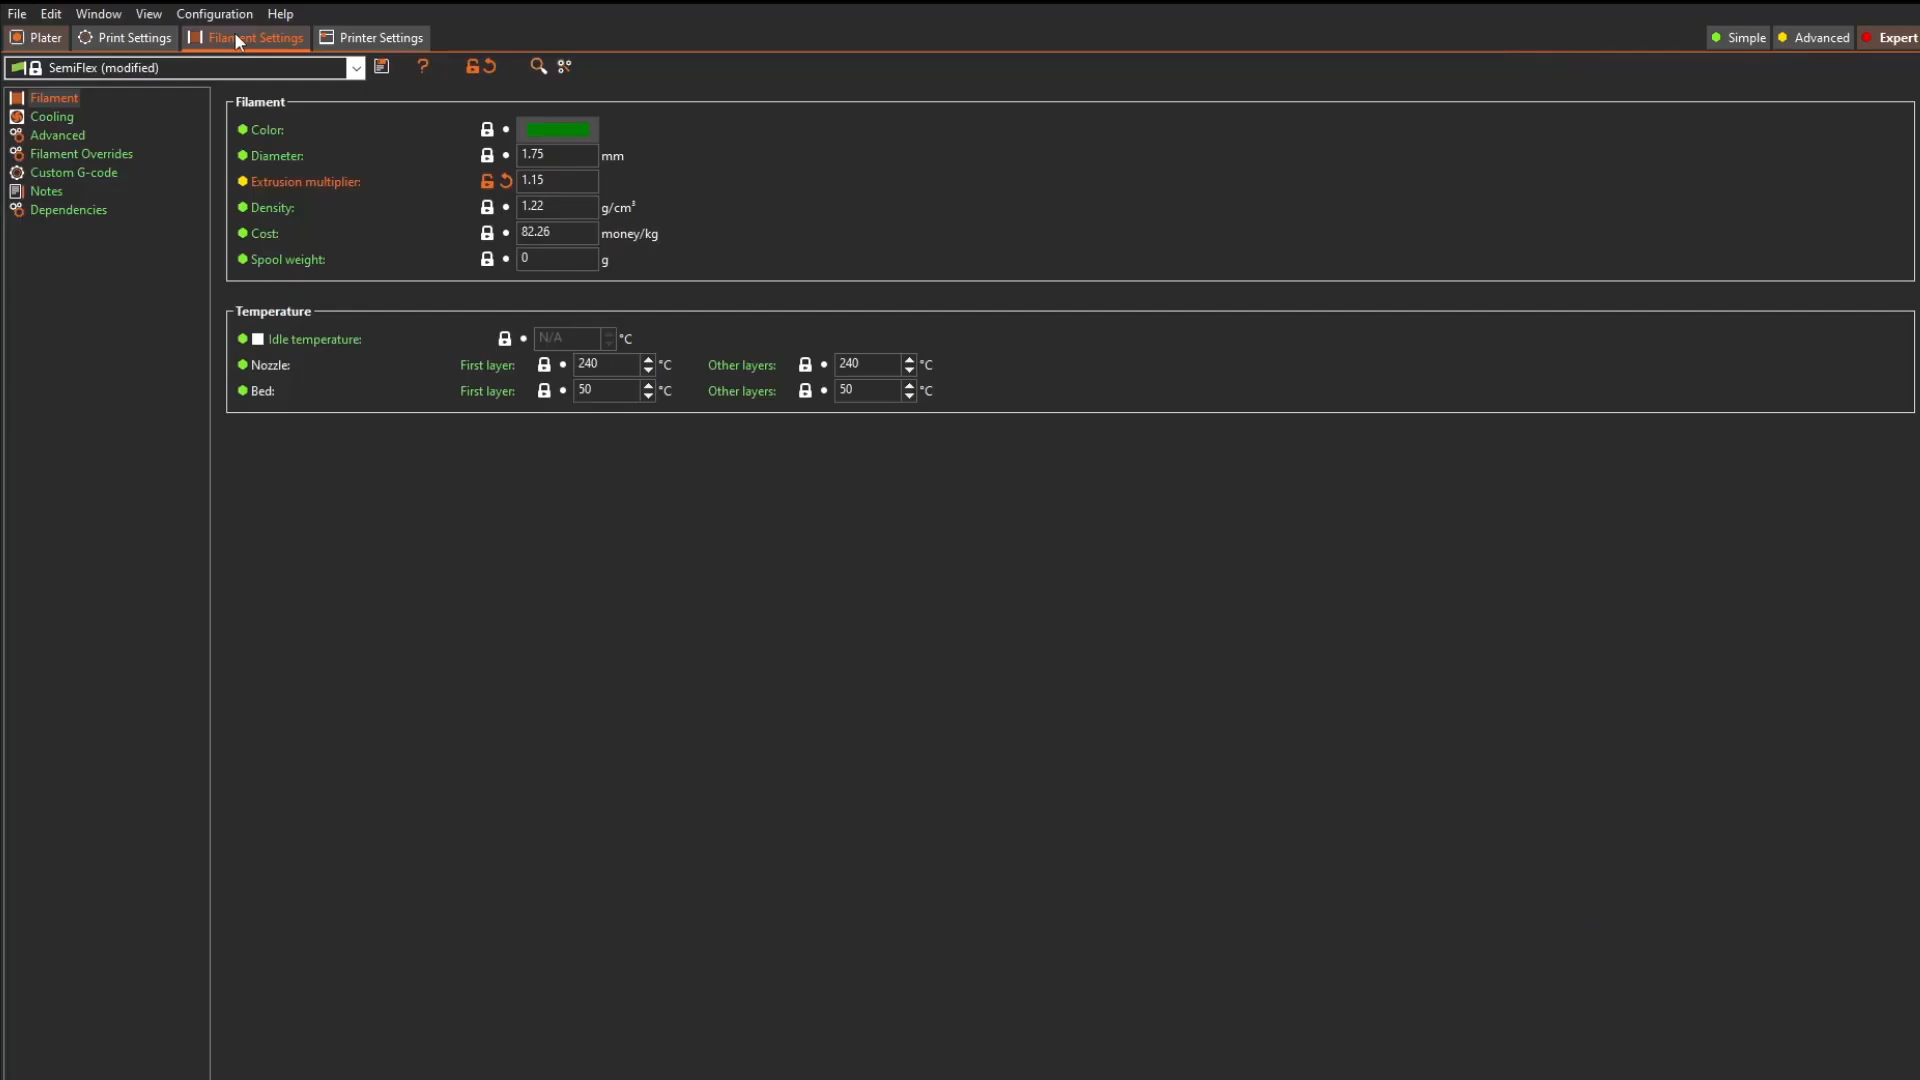 File Edit Window View Configuration Help
Plater Print Settings Filament Settings Printer Settings Simple Advanced Expert
SemiFlex (modified) ?
Filament
Cooling
Advanced
Filament Overrides
Custom G-code
Notes
Dependencies
Filament
Color:
Diameter: 1.75 mm
Extrusion multiplier: 1.15
Density: 1.22 g/cm³
Cost: 82.26 money/kg
Spool weight: 0 g
Temperature
Idle temperature: N/A °C
Nozzle: First layer: 240 °C Other layers: 240 °C
Bed: First layer: 50 °C Other layers: 50 °C